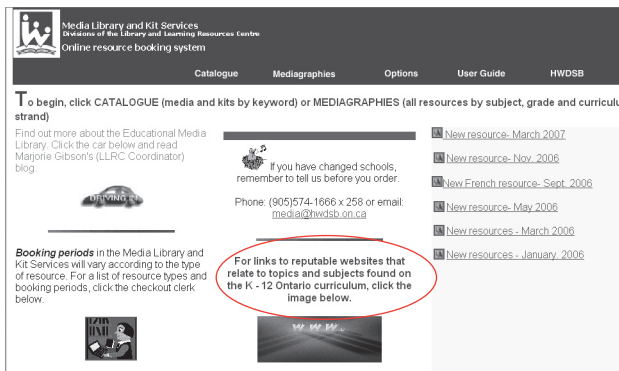 Media Library and Kit Services
Divisions of the Library and Learning Resources Centre
Online resource booking system
Catalogue Mediagraphies Options User Guide HWDSB
To begin, click CATALOGUE (media and kits by keyword) or MEDIAGRAPHIES (all resources by subject, grade and curriculu
strand)
Find out more about the Educational Media
Library. Click the car below and read
Marjorie Gibson's (LLRC Coordinator)
blog.
DRIVING
Booking periods in the Media Library and
Kit Services will vary according to the type
of resource. For a list of resource types and
booking periods, click the checkout clerk
below.
If you have changed schools,
remember to tell us before you order.
Phone: (905)574-1666 x 258 or email:
media@hwdsb.on.ca
For links to reputable websites that
relate to topics and subjects found on
the K - 12 Ontario curriculum, click the
image below.
www
New resource- March 2007
New resource- Nov. 2006
New French resource- Sept. 2006
New resource- May 2006
New resources - March 2006
New resources - January. 2006